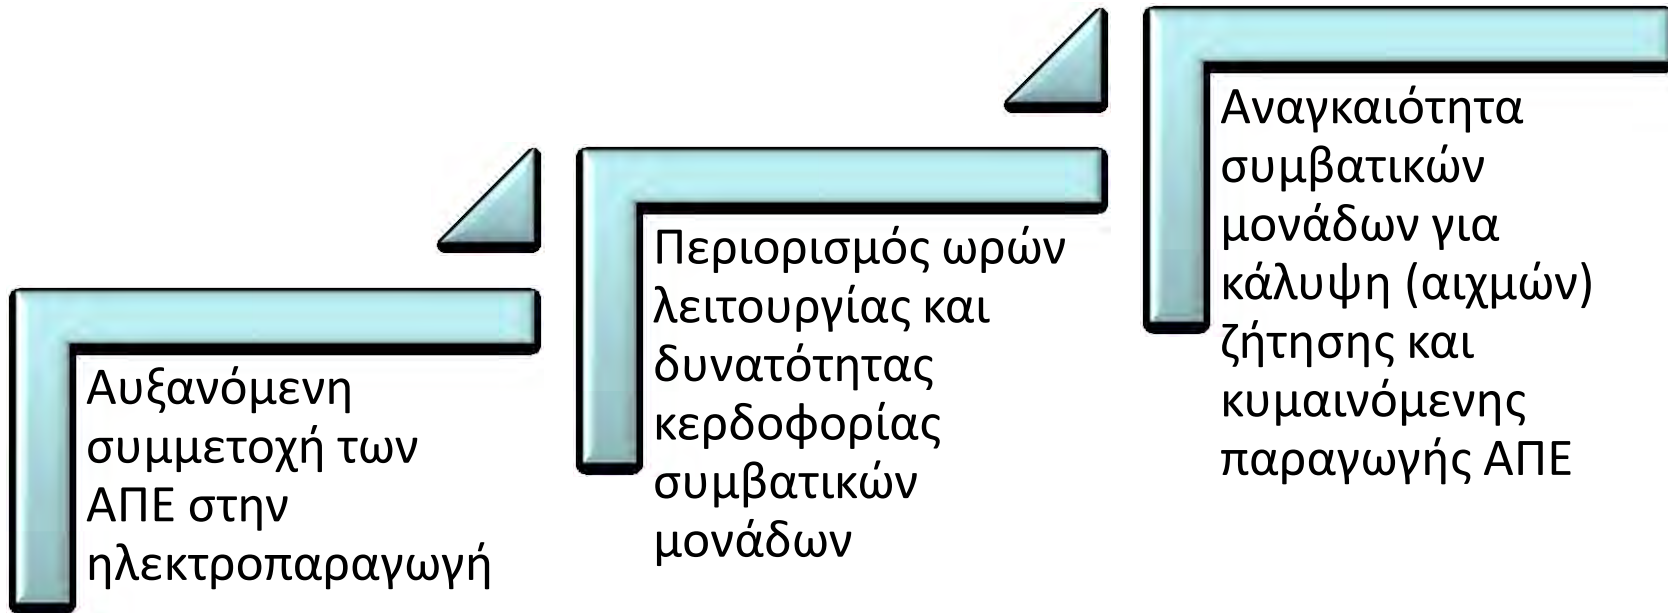 Αυξανόμενη
συμμετοχή των
ΑΠΕ στην
ηλεκτροπαραγωγή
Περιορισμός ωρών
λειτουργίας και
δυνατότητας
κερδοφορίας
συμβατικών
μονάδων
Αναγκαιότητα
συμβατικών
μονάδων για
κάλυψη (αιχμών)
ζήτησης και
κυμαινόμενης
παραγωγής ΑΠΕ